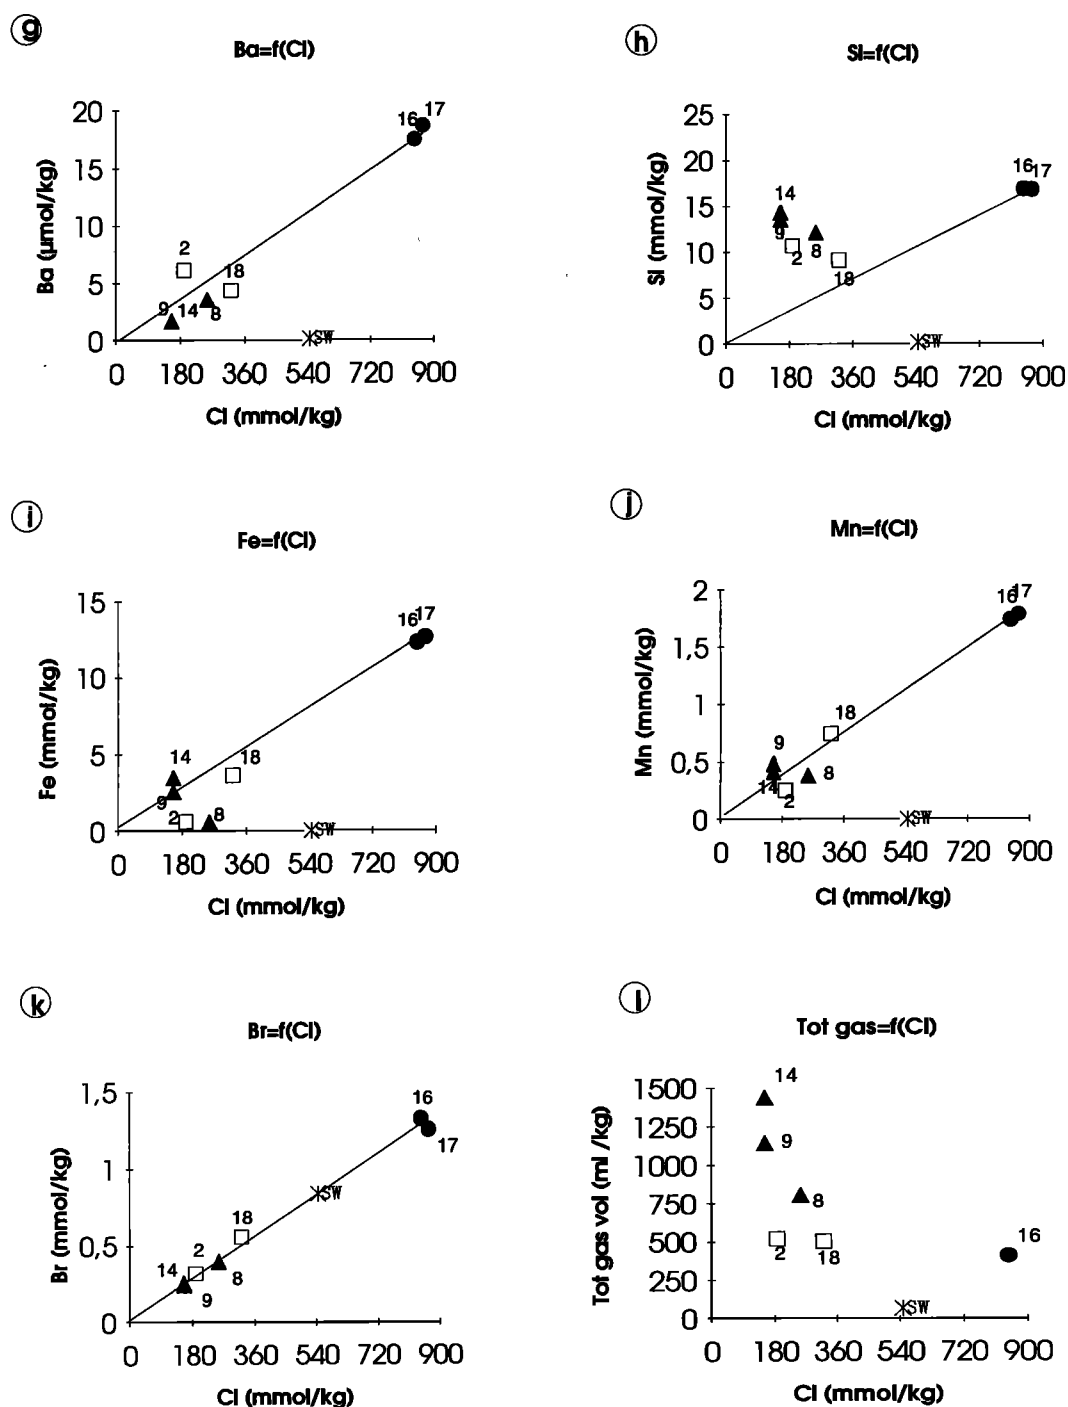 g
Ba=f(Cl)
20
15
10
5
0
Ba (µmol/kg)
16
17
2
18
9
14
8
SW
0 180 360 540 720 900
Cl (mmol/kg)
h
Si=f(Cl)
25
20
15
10
5
0
Si (mmol/kg)
16
17
14
9
2
8
18
SW
0 180 360 540 720 900
Cl (mmol/kg)
i
Fe=f(Cl)
15
10
5
0
Fe (mmol/kg)
16
17
14
18
9
2
8
SW
0 180 360 540 720 900
Cl (mmol/kg)
j
Mn=f(Cl)
2
1,5
1
0,5
0
Mn (mmol/kg)
16
17
18
9
8
14
2
SW
0 180 360 540 720 900
Cl (mmol/kg)
k
Br=f(Cl)
1,5
1
0,5
0
Br (mmol/kg)
16
17
SW
18
2
14
8
9
0 180 360 540 720 900
Cl (mmol/kg)
l
Tot gas=f(Cl)
1500
1250
1000
750
500
250
0
Tot gas vol (ml /kg)
14
9
8
2
18
16
SW
0 180 360 540 720 900
Cl (mmol/kg)